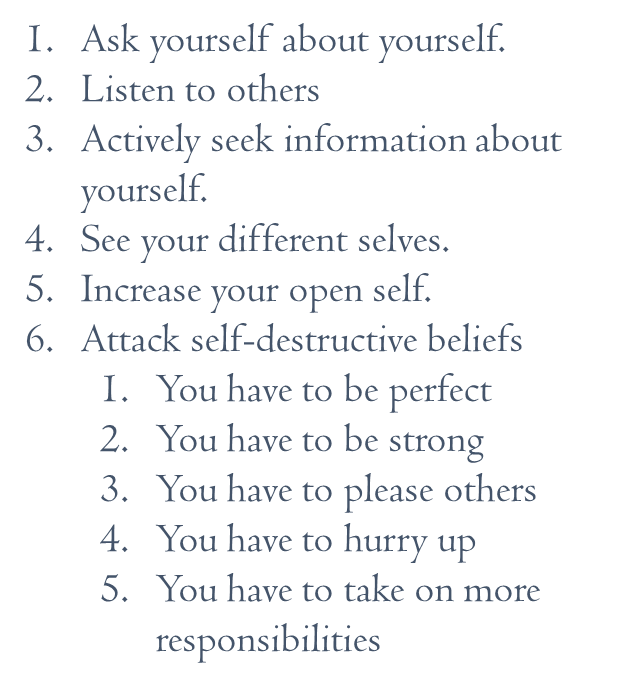 1. Ask yourself about yourself.
2. Listen to others
3. Actively seek information about
yourself.
4. See your different selves.
5. Increase your open self.
6. Attack self-destructive beliefs
1. You have to be perfect
2. You have to be strong
3. You have to please others
4. You have to hurry up
5. You have to take on more
responsibilities